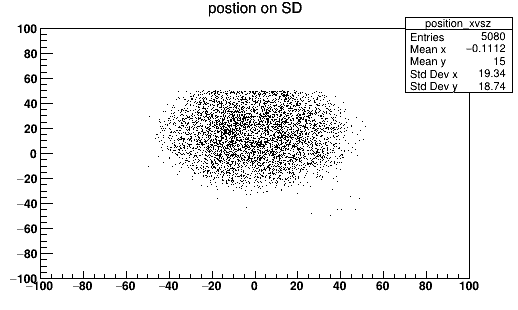 postion on SD
position_xvsz
Entries 5080
Mean x −0.1112
Mean y 15
Std Dev x 19.34
Std Dev y 18.74
100
80
60
40
20
0
−20
−40
−60
−80
−100
−100 −80 −60 −40 −20 0 20 40 60 80 100